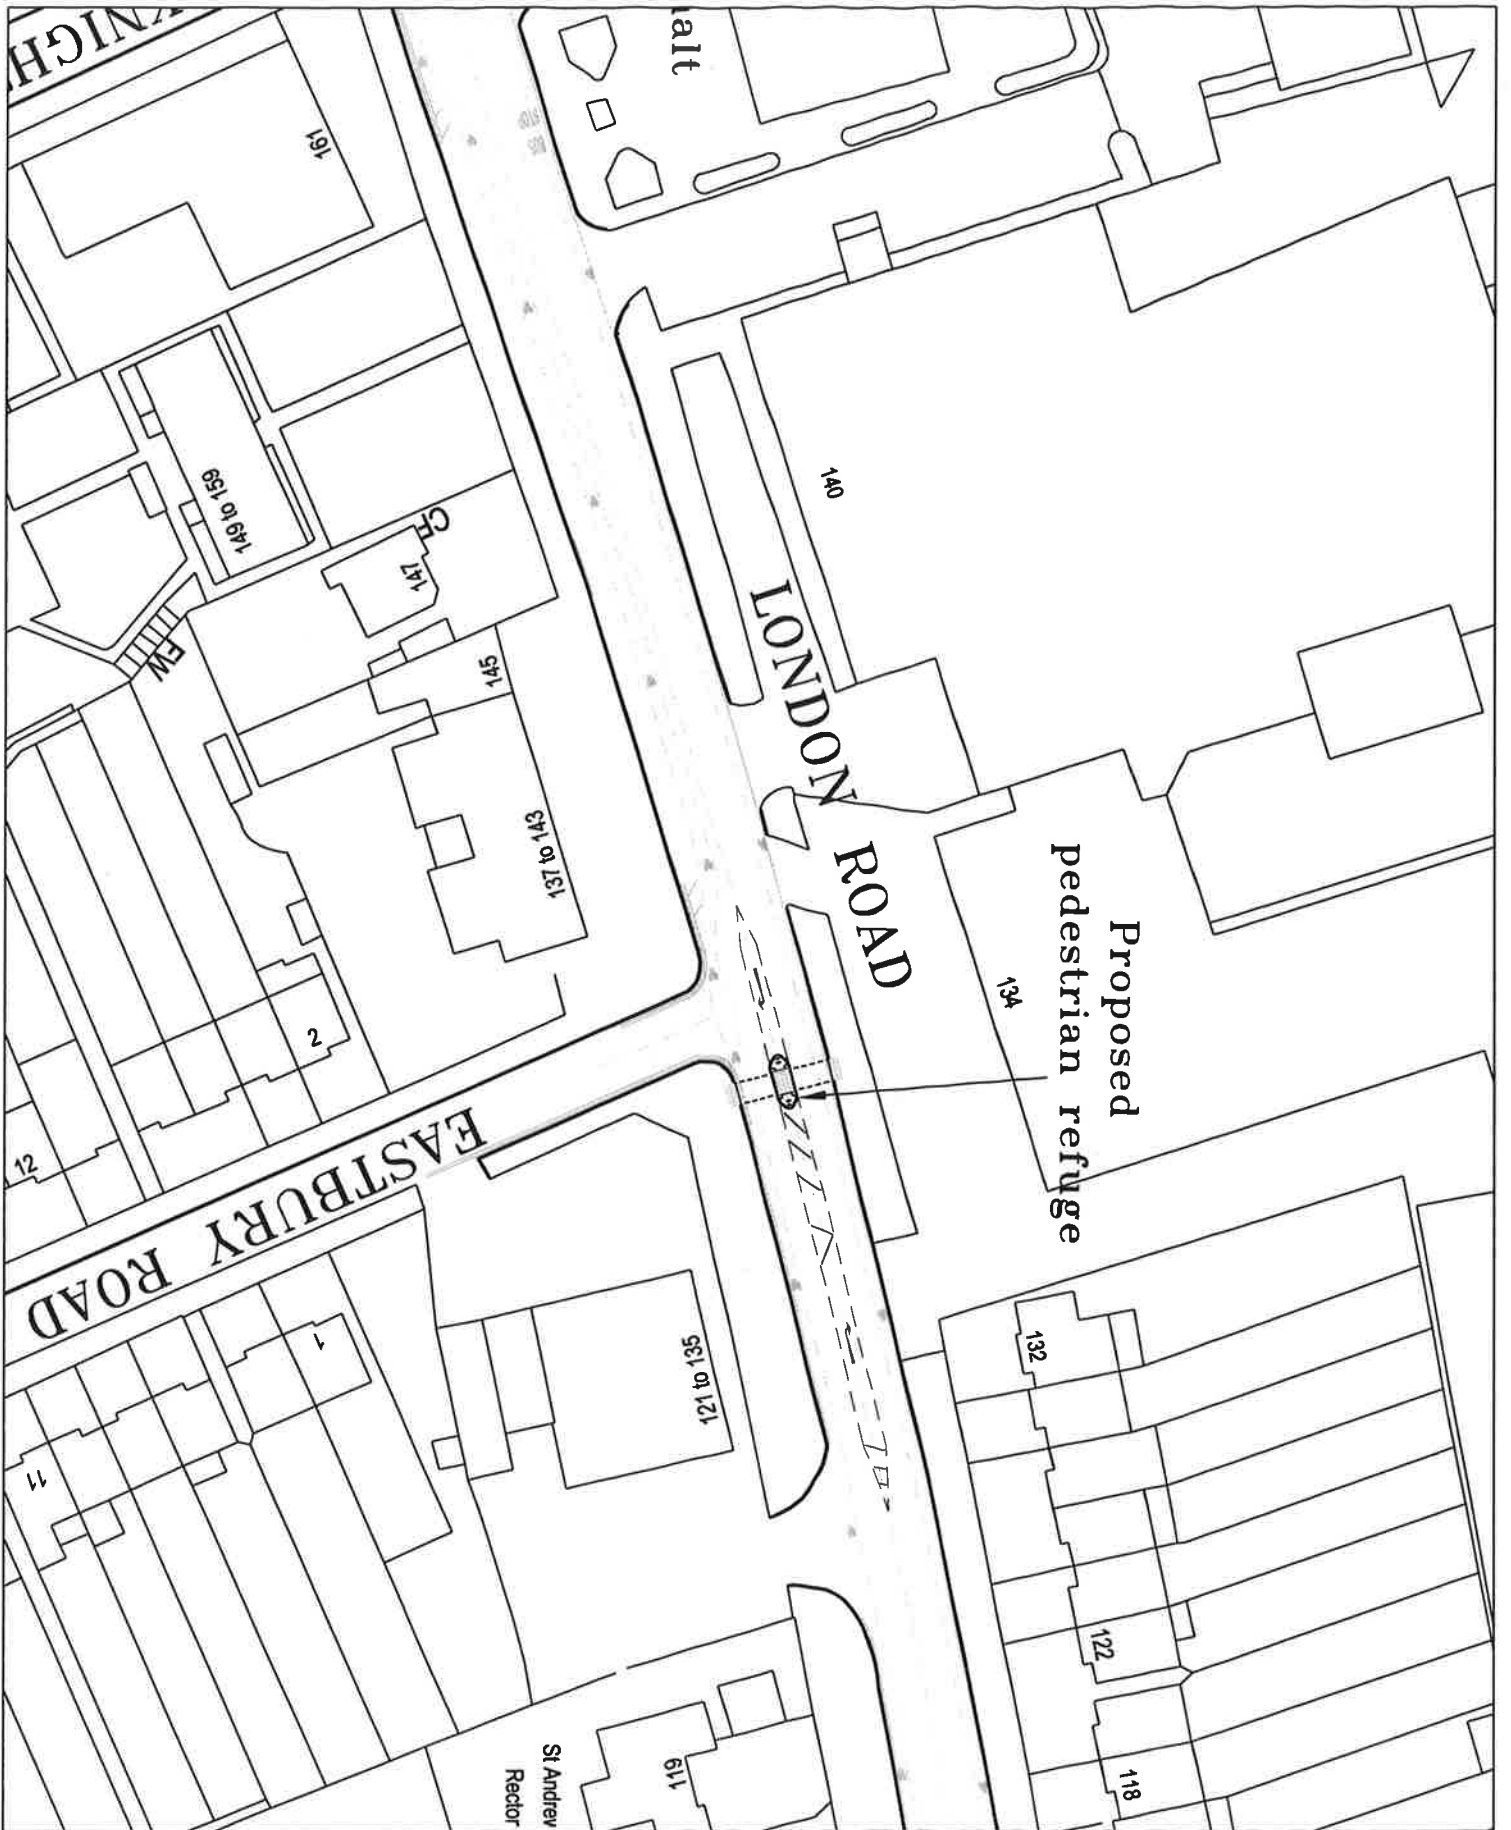 Proposed
pedestrian refuge
LONDON ROAD
EASTBURY ROAD
KNIGH
alt
161
149 to 159
147
CF
FW
145
137 to 143
140
134
2
12
1
11
121 to 135
132
122
118
119
St Andrew
Rector